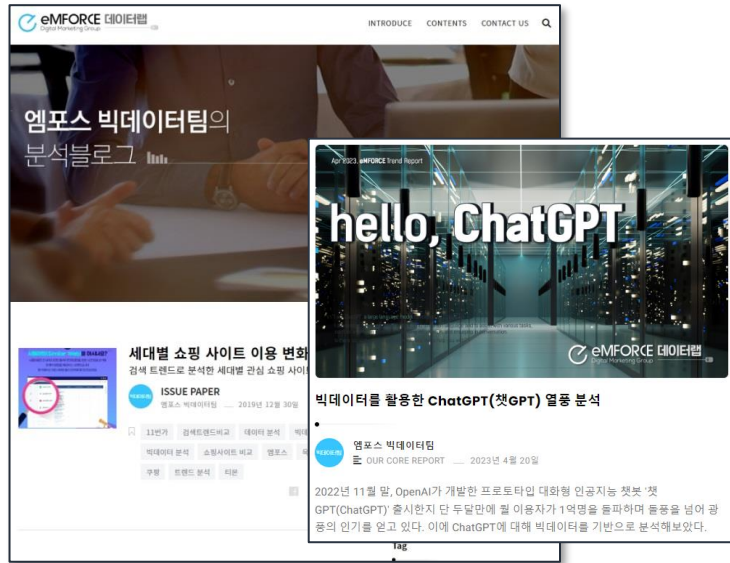 eMFORCE 데이터랩
Digital Marketing Group
INTRODUCE CONTENTS CONTACT US
엠포스 빅데이터팀의
분석블로그
세대별 쇼핑 사이트 이용 변화
검색 트렌드로 분석한 세대별 관심 쇼핑 사이트
ISSUE PAPER
엠포스 빅데이터팀 2019년 12월 30일
11번가 검색트렌드비교 데이터 분석
빅데이터 분석 쇼핑사이트 비교 엠포스
쿠팡 트렌드 분석 티몬
Tag
Apr 2023. eMFORCE Trend Report
hello, ChatGPT
eMFORCE 데이터랩
Digital Marketing Group
빅데이터를 활용한 ChatGPT(챗GPT) 열풍 분석
엠포스 빅데이터팀
OUR CORE REPORT 2023년 4월 20일
2022년 11월 말, OpenAI가 개발한 프로토타입 대화형 인공지능 챗봇 '챗
GPT(ChatGPT)' 출시한지 단 두달만에 월 이용자가 1억명을 돌파하며 돌풍을 넘어 광
풍의 인기를 얻고 있다. 이에 ChatGPT에 대해 빅데이터를 기반으로 분석해보았다.